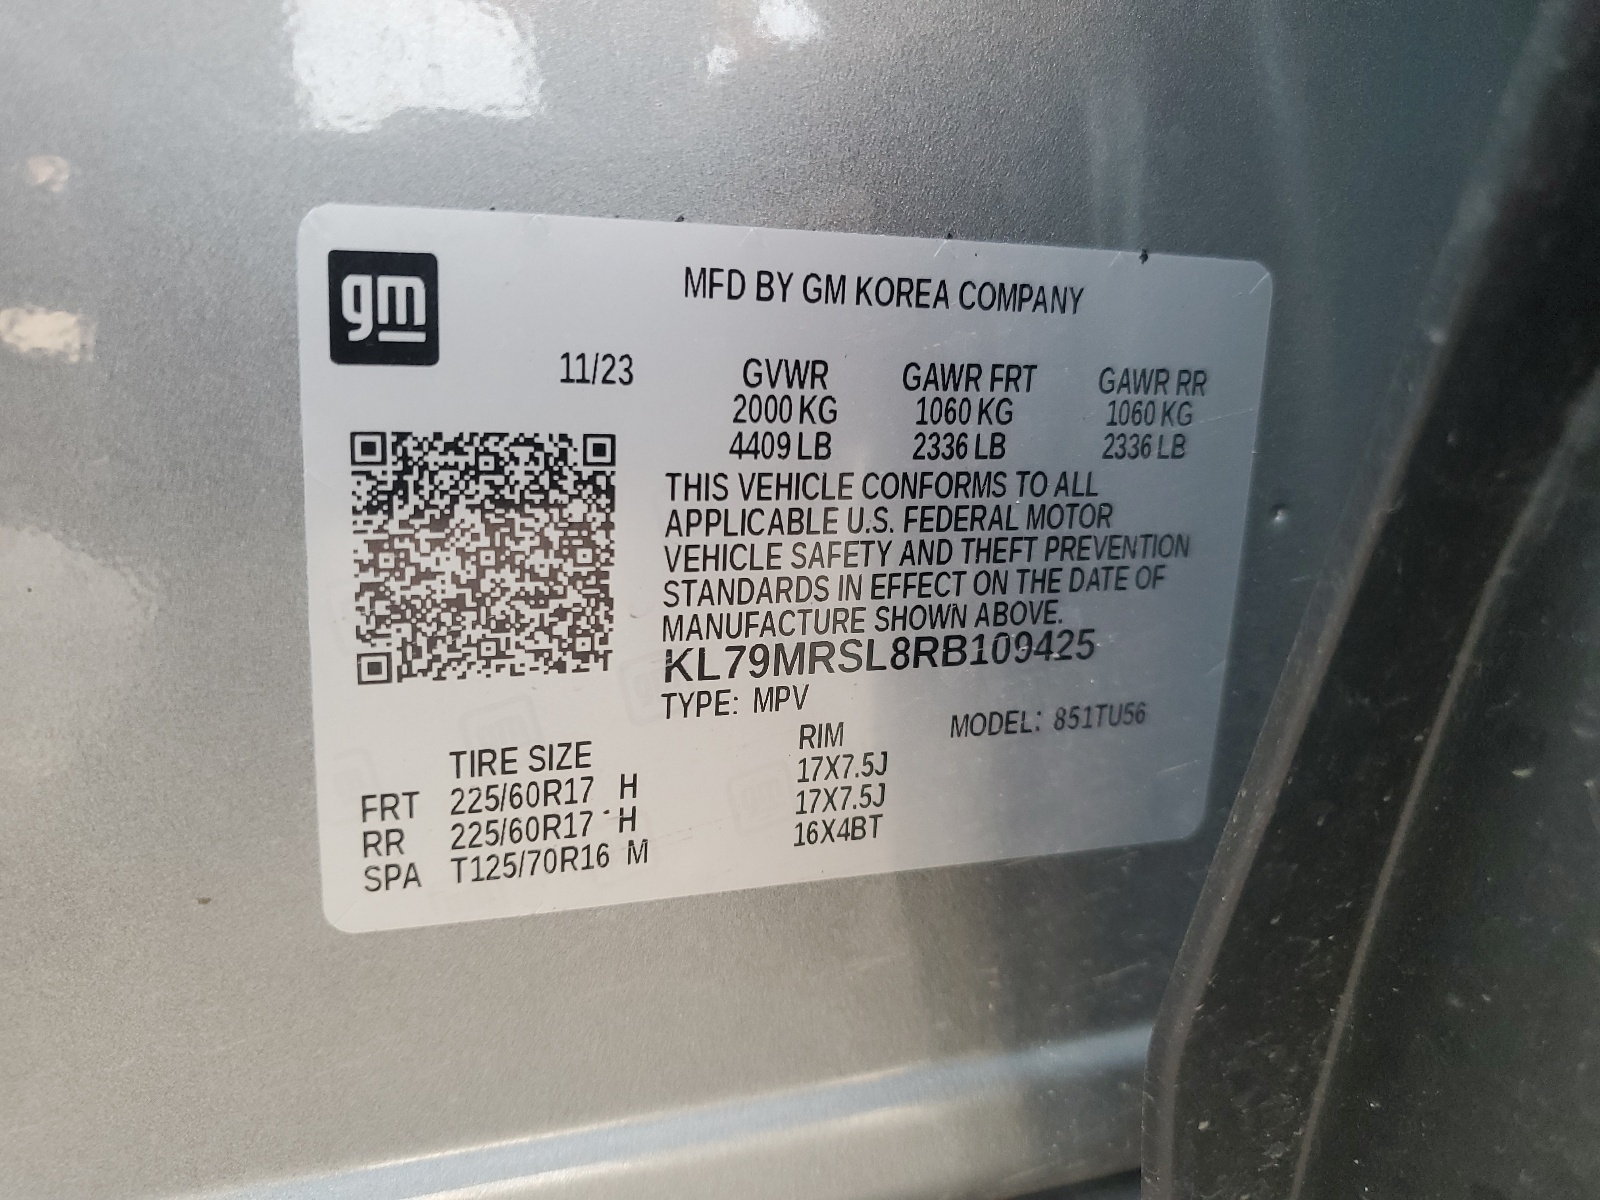 gm
MFD BY GM KOREA COMPANY
11/23 GVWR GAWR FRT GAWR RR
2000 KG 1060 KG 1060 KG
4409 LB 2336 LB 2336 LB
THIS VEHICLE CONFORMS TO ALL
APPLICABLE U.S. FEDERAL MOTOR
VEHICLE SAFETY AND THEFT PREVENTION
STANDARDS IN EFFECT ON THE DATE OF
MANUFACTURE SHOWN ABOVE.
KL79MRSL8RB109425
TYPE: MPV MODEL: 851TU56
TIRE SIZE RIM
FRT 225/60R17 H 17X7.5J
RR 225/60R17 H 17X7.5J
SPA T125/70R16 M 16X4BT